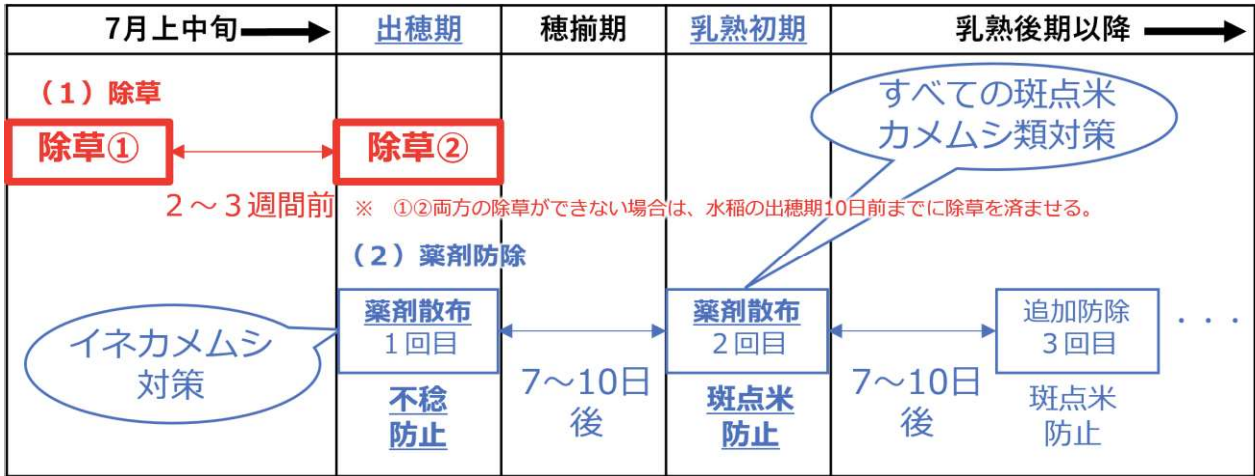 7月上中旬
出穂期
穂揃期
乳熟初期
乳熟後期以降
(1)除草
除草①
除草②
2～3週間前
※ ①②両方の除草ができない場合は、水稲の出穂期10日前までに除草を済ませる。
すべての斑点米
カメムシ類対策
(2)薬剤防除
イネカメムシ
対策
薬剤散布
1回目
不稔
防止
7～10日
後
薬剤散布
2回目
斑点米
防止
7～10日
後
追加防除
3回目
斑点米
防止
・・・